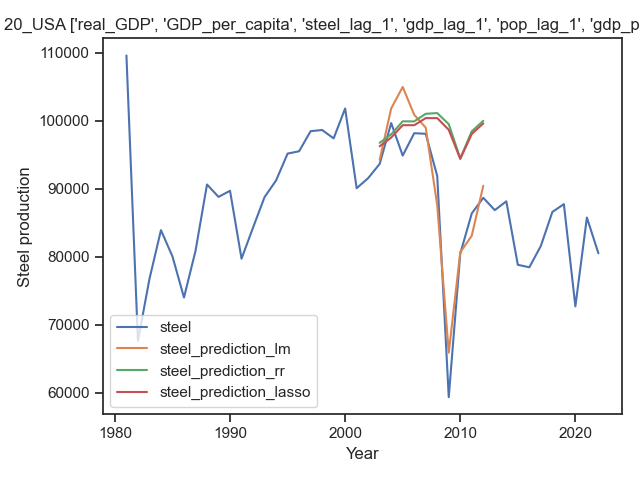 20_USA ['real_GDP', 'GDP_per_capita', 'steel_lag_1', 'gdp_lag_1', 'pop_lag_1', 'gdp_p
110000
100000
90000
80000
70000
60000
Steel production
steel
steel_prediction_lm
steel_prediction_rr
steel_prediction_lasso
1980 1990 2000 2010 2020
Year